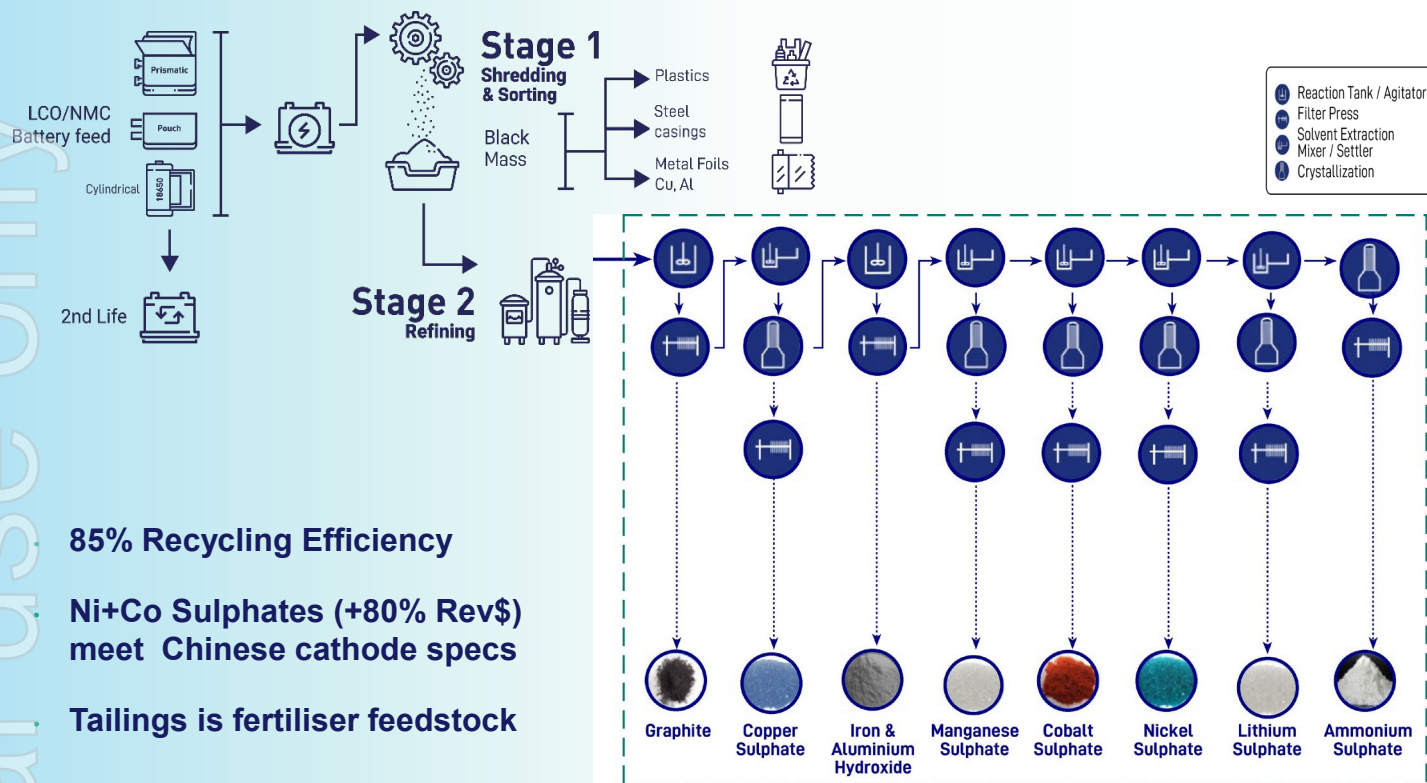 LCO/NMC
Battery feed
Prismatic
Pouch
Cylindrical
18650
2nd Life
Stage 1
Shredding
& Sorting
Black
Mass
Plastics
Steel
casings
Metal Foils
Cu, Al
Reaction Tank / Agitator
Filter Press
Solvent Extraction
Mixer / Settler
Crystallization
Stage 2
Refining
85% Recycling Efficiency
Ni+Co Sulphates (+80% Rev$)
meet Chinese cathode specs
Tailings is fertiliser feedstock
Graphite
Copper
Sulphate
Iron &
Aluminium
Hydroxide
Manganese
Sulphate
Cobalt
Sulphate
Nickel
Sulphate
Lithium
Sulphate
Ammonium
Sulphate
use only